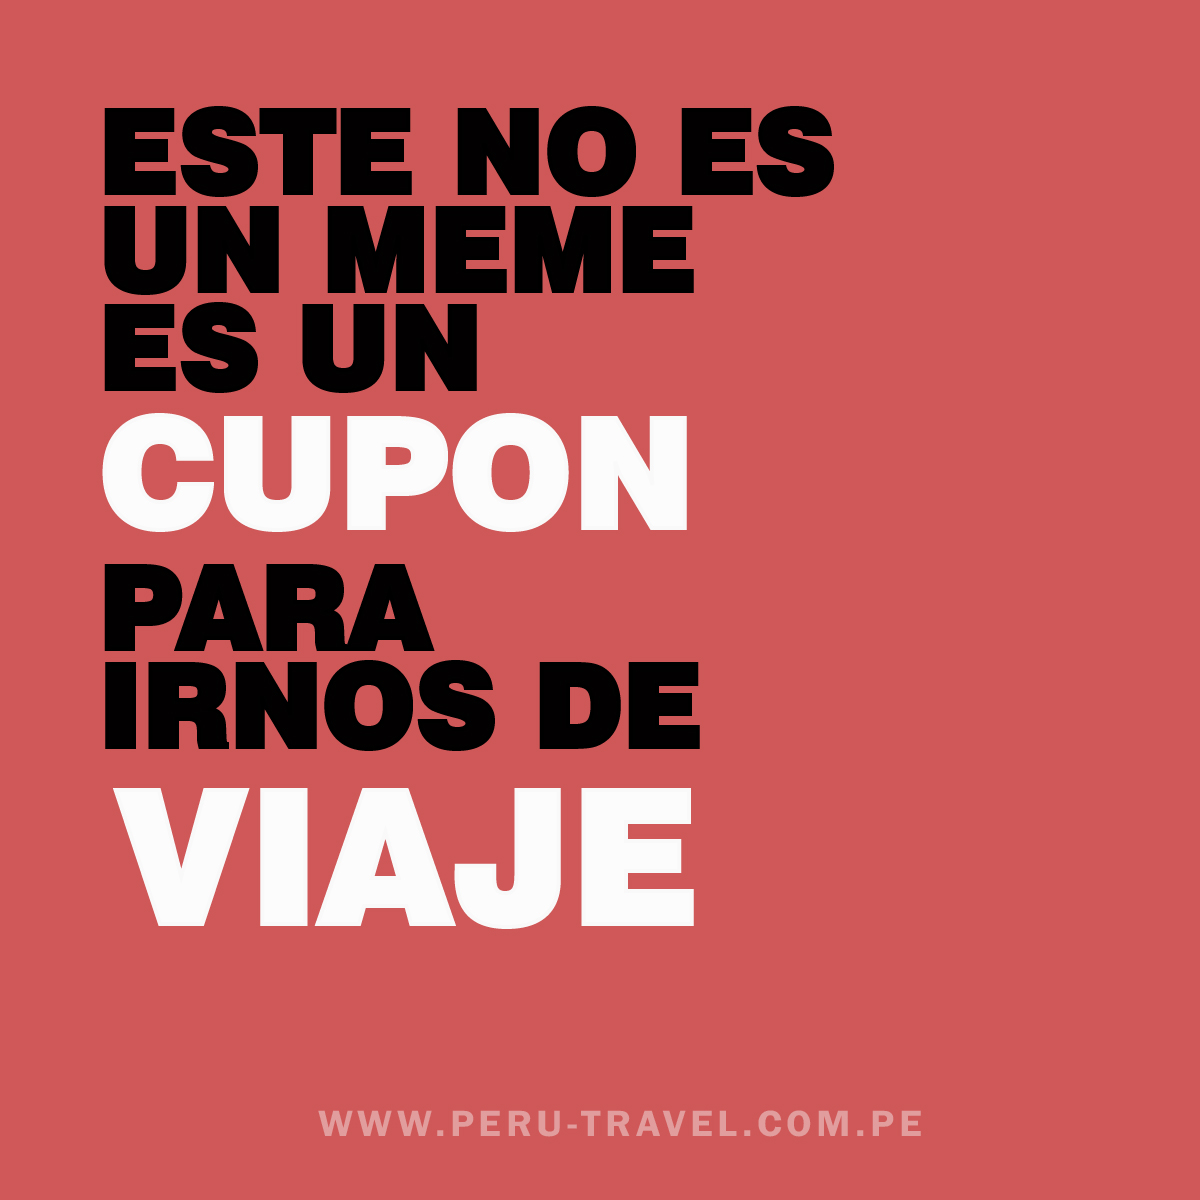 ESTE NO ES
UN MEME
ES UN
CUPON
PARA
IRNOS DE
VIAJE
WWW.PERU-TRAVEL.COM.PE